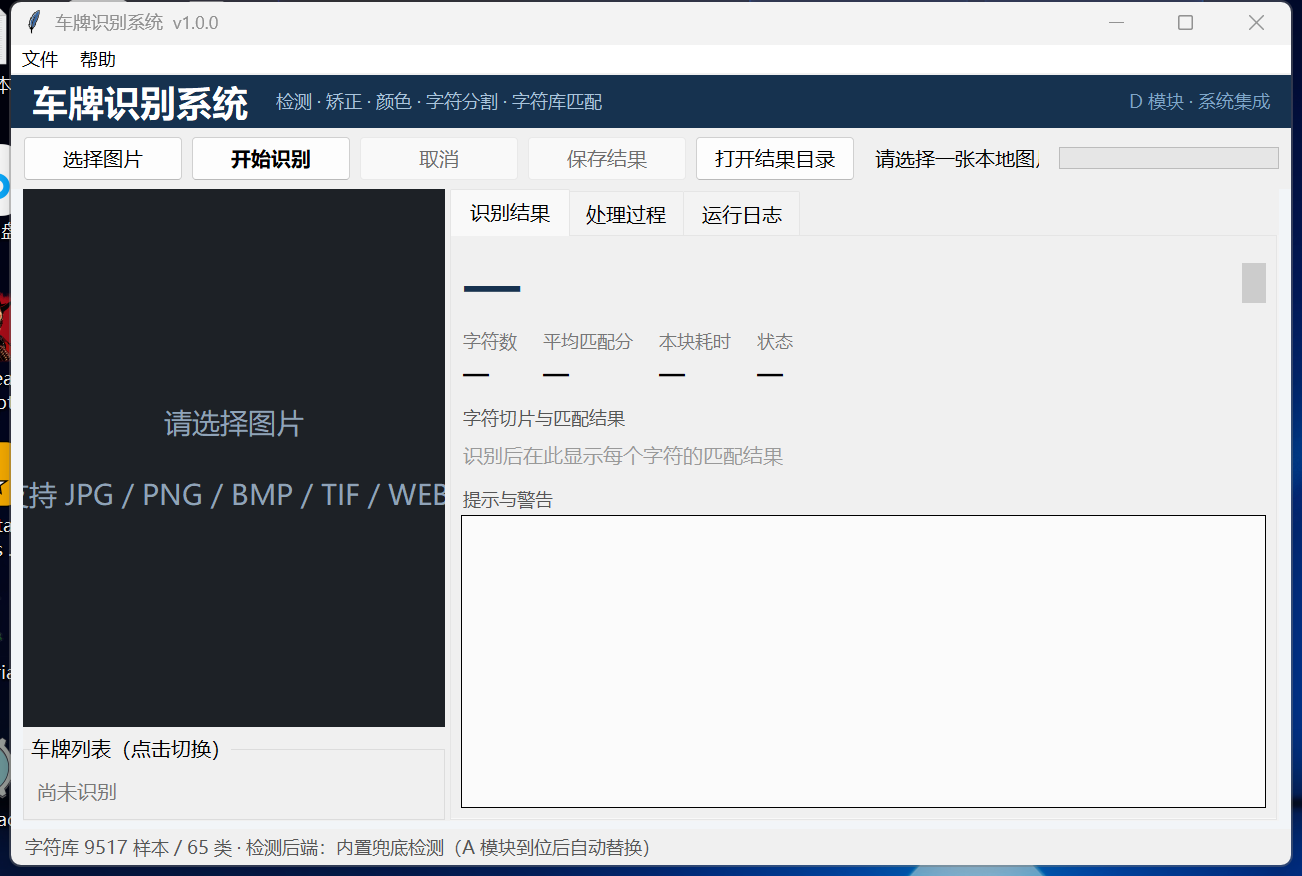 车牌识别系统 v1.0.0
文件 帮助
车牌识别系统 检测 · 矫正 · 颜色 · 字符分割 · 字符库匹配 D 模块 · 系统集成
选择图片 开始识别 取消 保存结果 打开结果目录 请选择一张本地图
识别结果 处理过程 运行日志
—
字符数 平均匹配分 本块耗时 状态
— — — —
字符切片与匹配结果
识别后在此显示每个字符的匹配结果
提示与警告
请选择图片
持 JPG / PNG / BMP / TIF / WEB
车牌列表（点击切换）
尚未识别
字符库 9517 样本 / 65 类 · 检测后端：内置兜底检测（A 模块到位后自动替换）